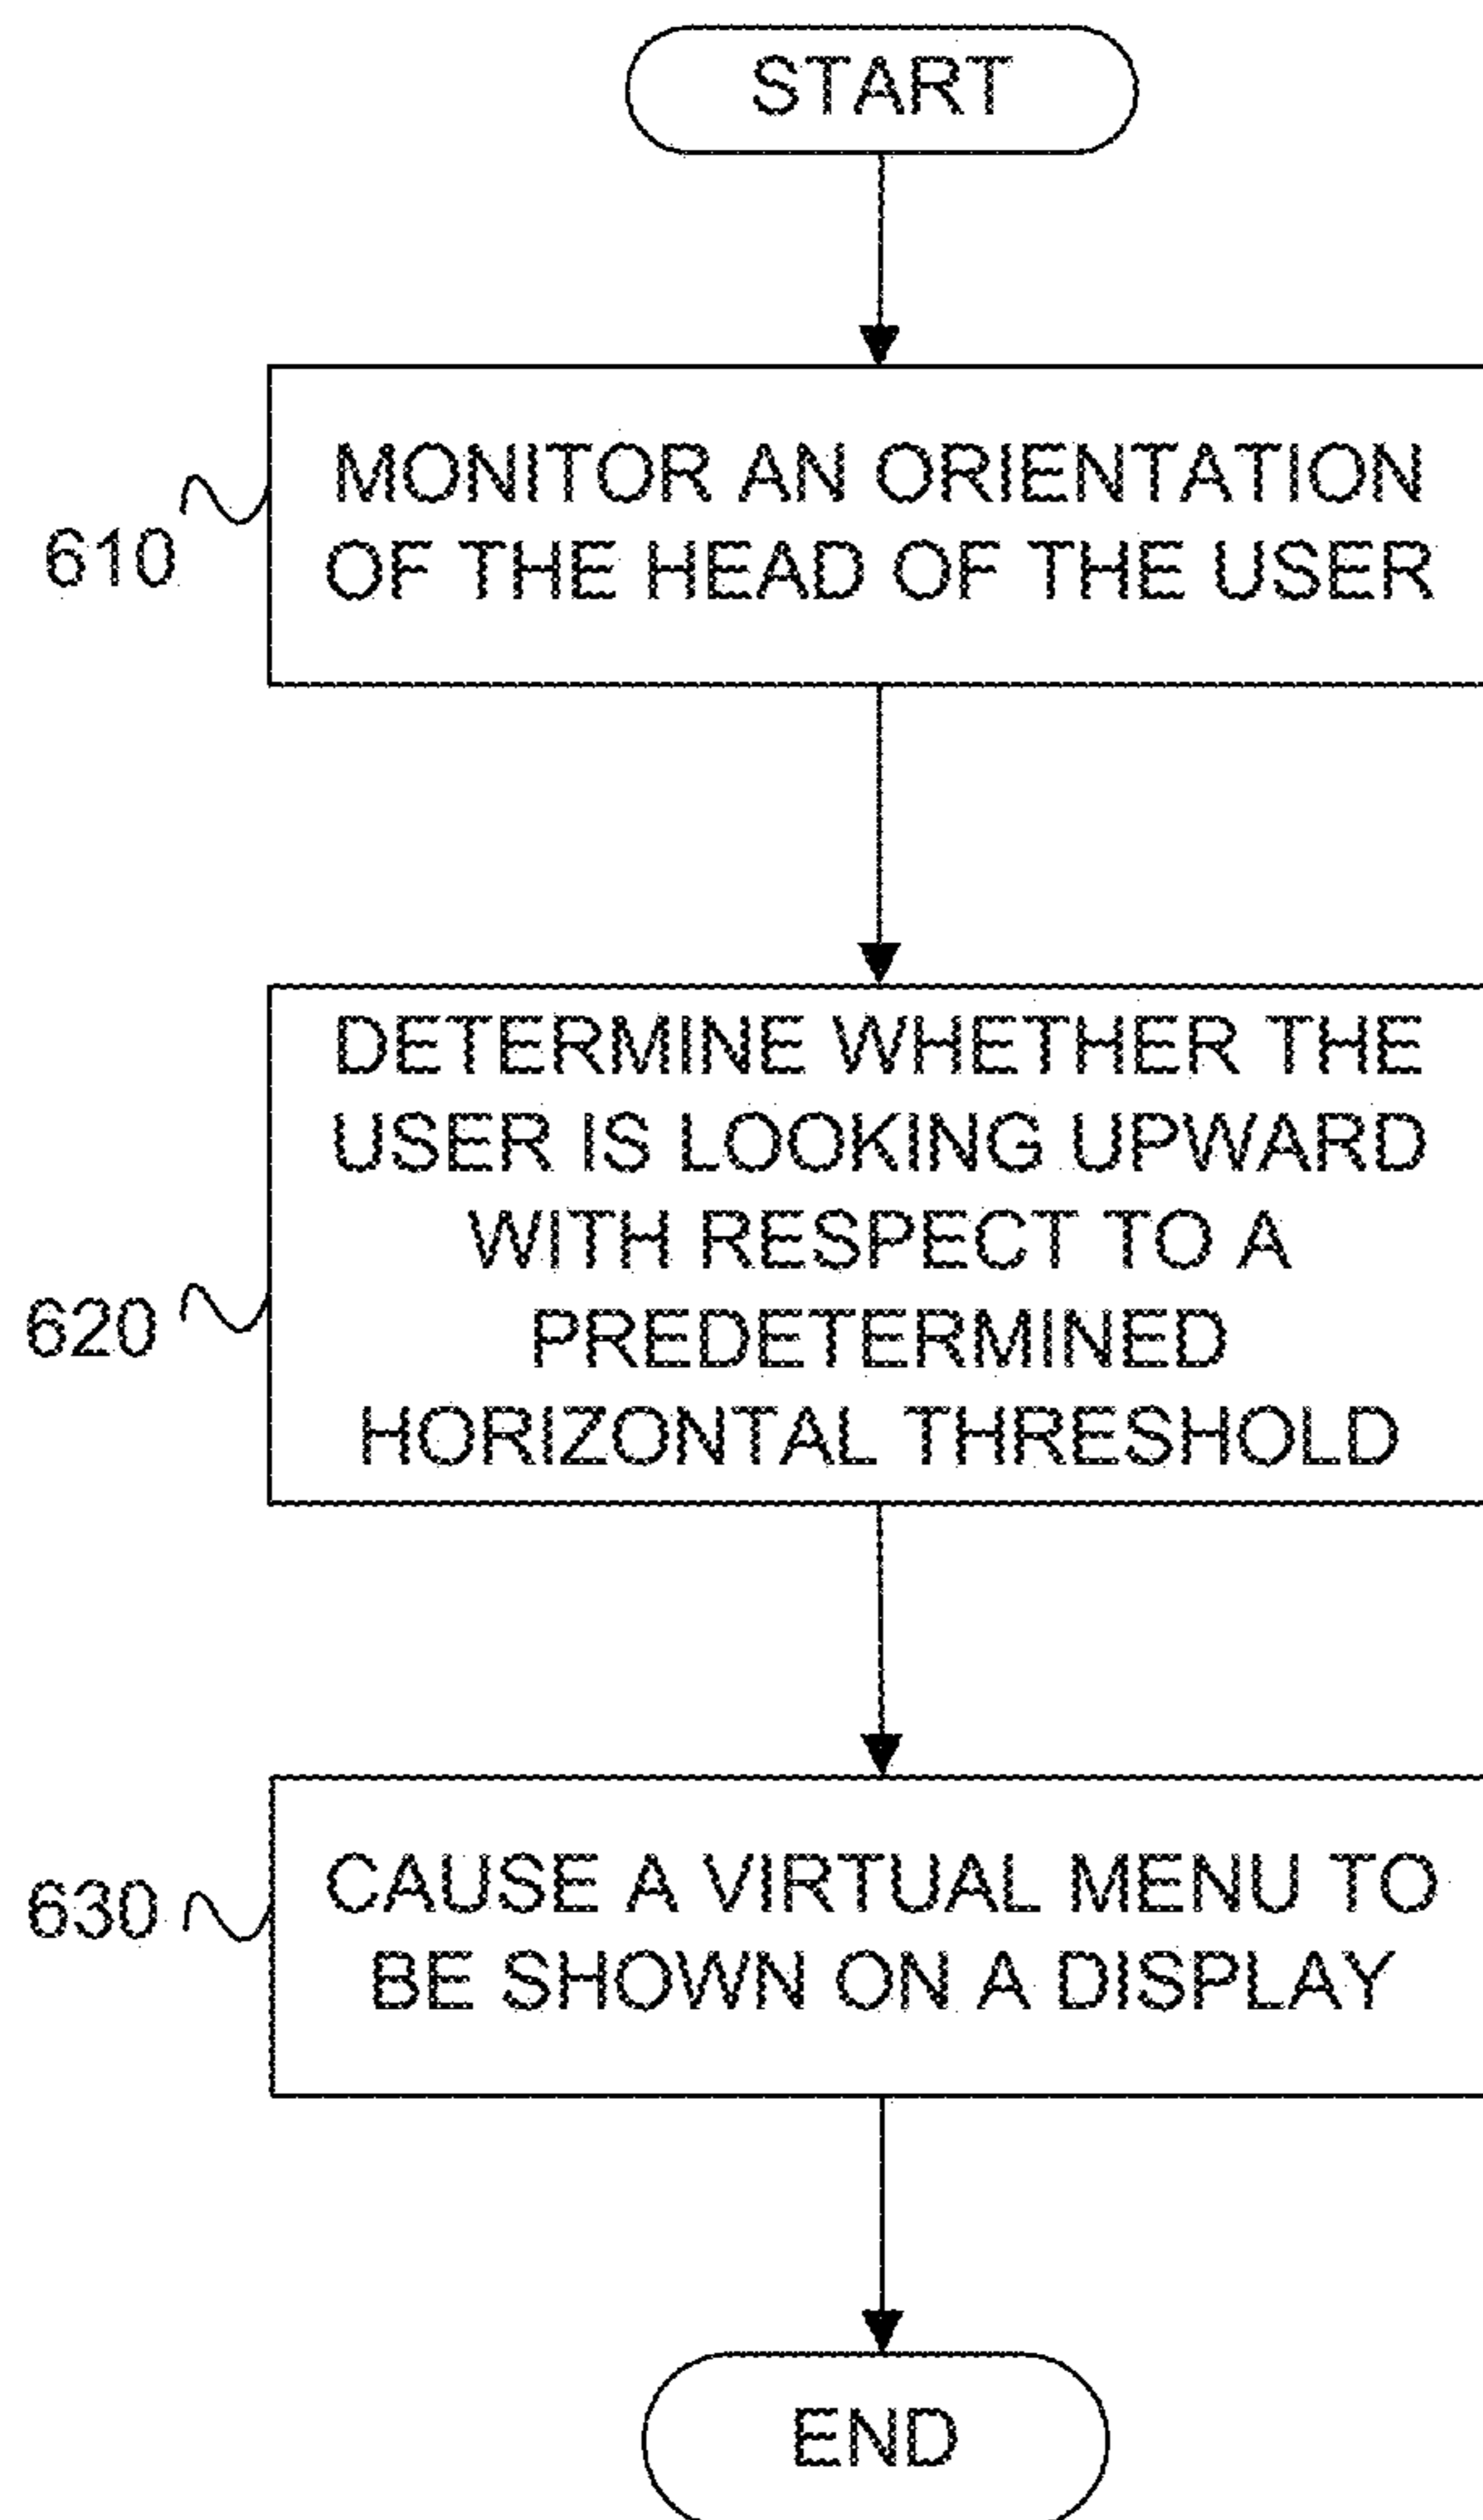 START
MONITOR AN ORIENTATION
OF THE HEAD OF THE USER
610
DETERMINE WHETHER THE
USER IS LOOKING UPWARD
WITH RESPECT TO A
PREDETERMINED
HORIZONTAL THRESHOLD
620
CAUSE A VIRTUAL MENU TO
BE SHOWN ON A DISPLAY
630
END